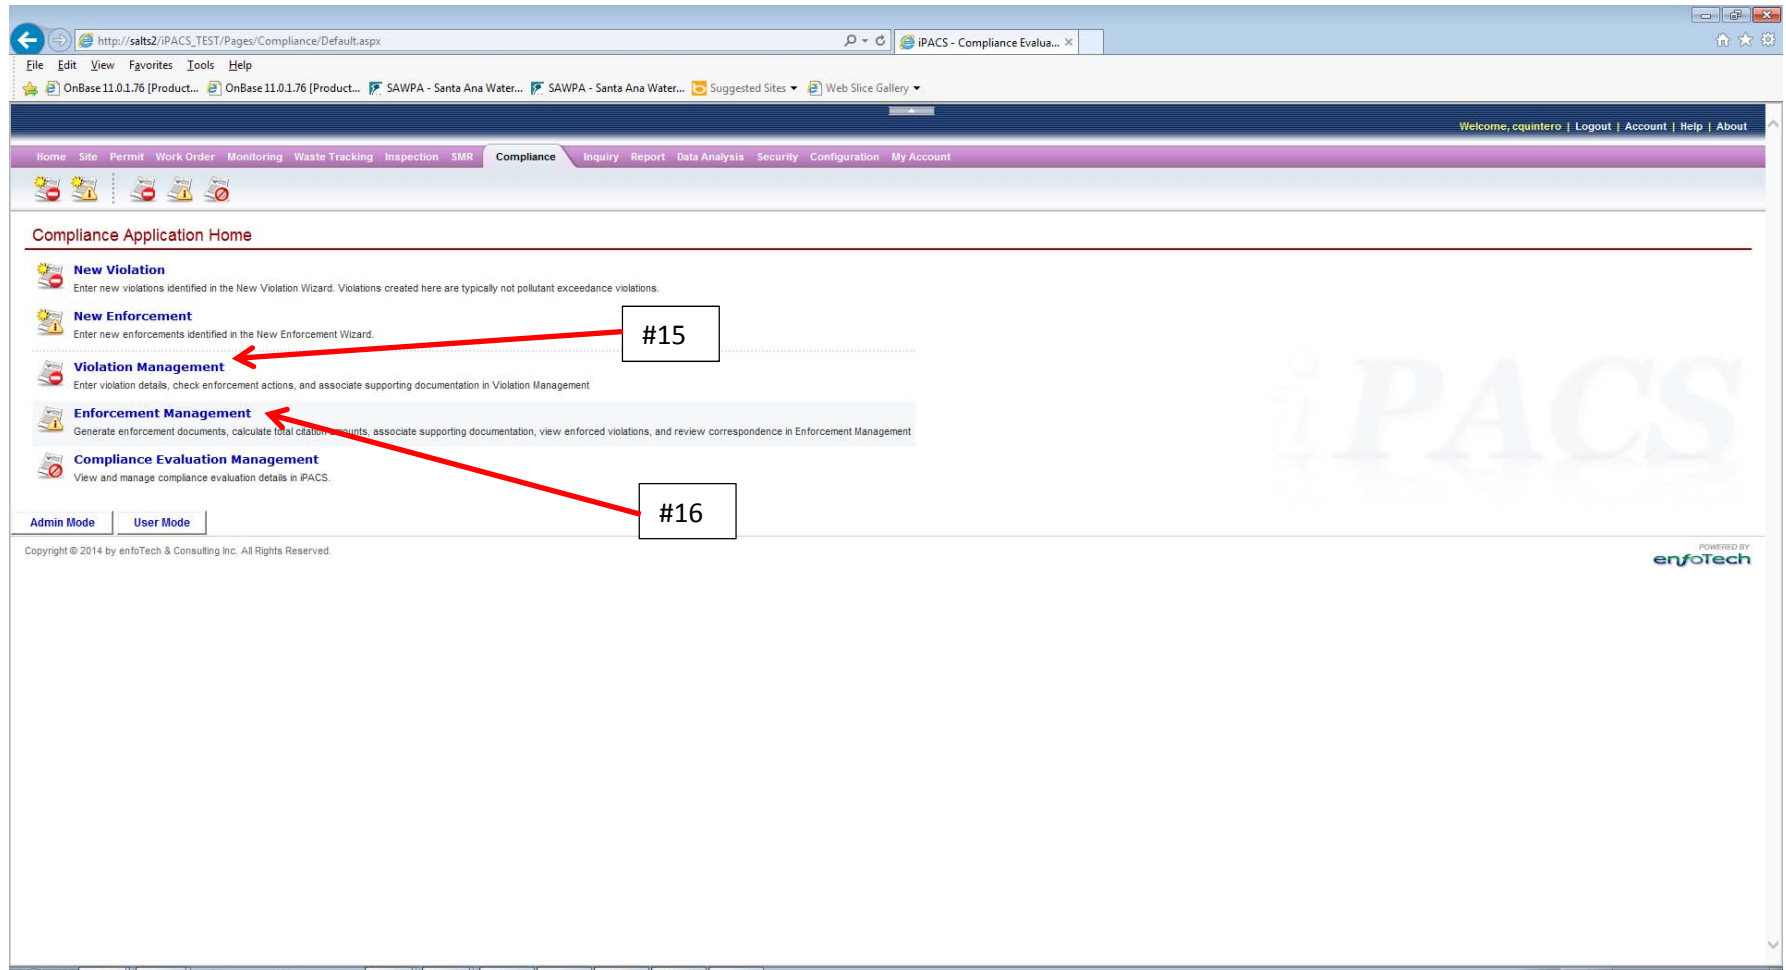 http://salts2/iPACS_TEST/Pages/Compliance/Default.aspx
iPACS - Compliance Evalua...
File Edit View Favorites Tools Help
OnBase 11.0.1.76 [Product... OnBase 11.0.1.76 [Product... SAWPA - Santa Ana Water... SAWPA - Santa Ana Water... Suggested Sites Web Slice Gallery
Welcome, cquintero | Logout | Account | Help | About
Home Site Permit Work Order Monitoring Waste Tracking Inspection SMR Compliance Inquiry Report Data Analysis Security Configuration My Account
Compliance Application Home
New Violation
Enter new violations identified in the New Violation Wizard. Violations created here are typically not pollutant exceedance violations.
New Enforcement
Enter new enforcements identified in the New Enforcement Wizard.
#15
Violation Management
Enter violation details, check enforcement actions, and associate supporting documentation in Violation Management
Enforcement Management
Generate enforcement documents, calculate total citation amounts, associate supporting documentation, view enforced violations, and review correspondence in Enforcement Management
iPACS
Compliance Evaluation Management
View and manage compliance evaluation details in iPACS.
#16
Admin Mode User Mode
Copyright © 2014 by enfoTech & Consulting Inc. All Rights Reserved.
POWERED BY
enfoTech